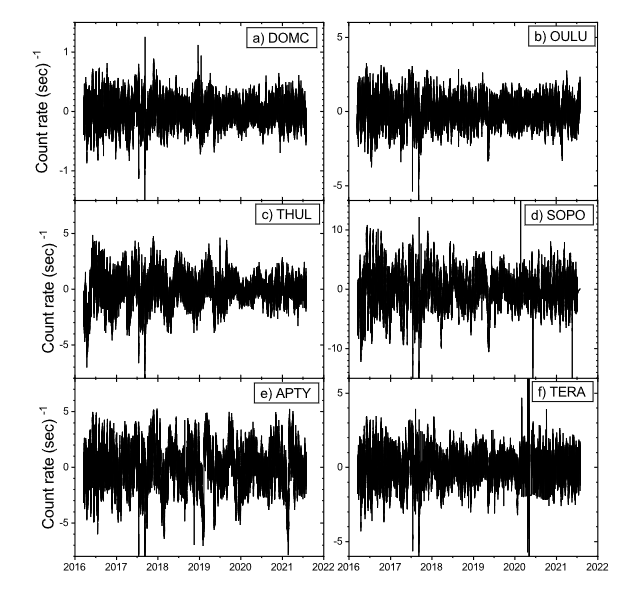 a) DOMC
b) OULU
1
0
-1
5
0
-5
Count rate (sec) -1
c) THUL
d) SOPO
5
0
-5
10
0
-10
Count rate (sec) -1
e) APTY
f) TERA
5
0
-5
5
0
-5
Count rate (sec) -1
2016 2017 2018 2019 2020 2021 2022 2016 2017 2018 2019 2020 2021 2022